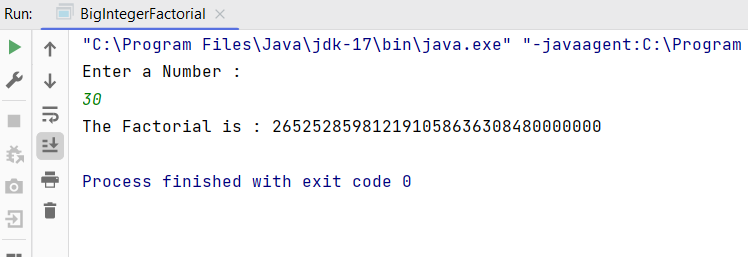 Run: BigIntegerFactorial
"C:\Program Files\Java\jdk-17\bin\java.exe" "-javaagent:C:\Program
Enter a Number :
30
The Factorial is : 265252859812191058636308480000000
Process finished with exit code 0